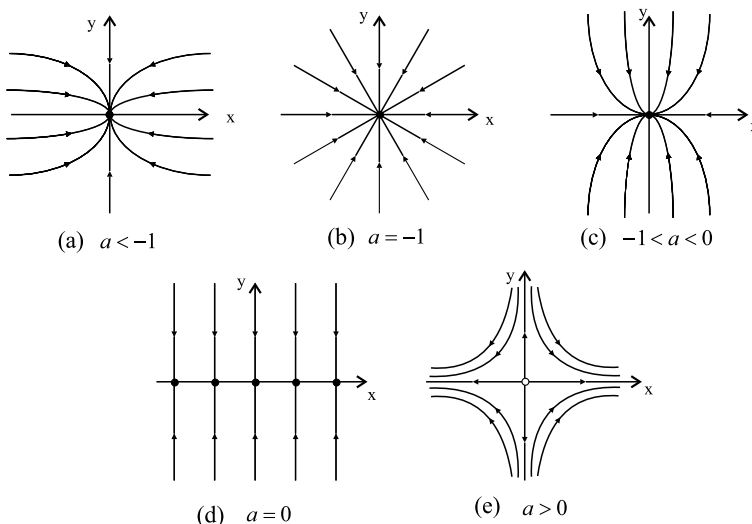 y
x
(a) a < −1
y
x
(b) a = −1
y
x
(c) −1 < a < 0
y
x
(d) a = 0
y
x
(e) a > 0